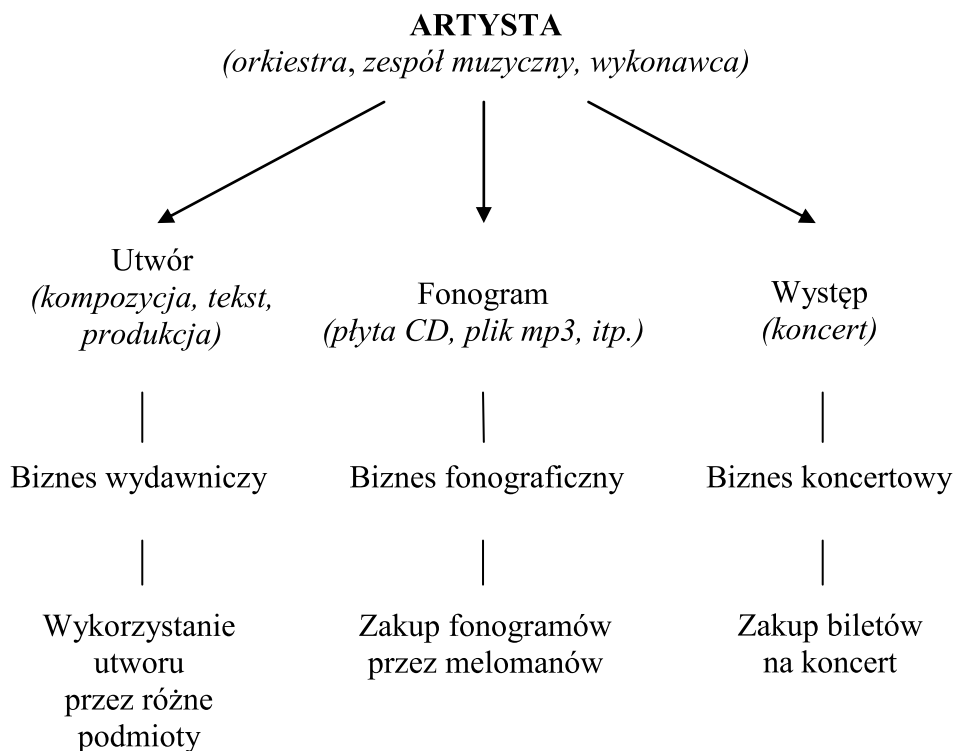 ARTYSTA
(orkiestra, zespół muzyczny, wykonawca)
Utwór
(kompozycja, tekst,
produkcja)
Fonogram
(płyta CD, plik mp3, itp.)
Występ
(koncert)
Biznes wydawniczy
Biznes fonograficzny
Biznes koncertowy
Wykorzystanie
utworu
przez różne
podmioty
Zakup fonogramów
przez melomanów
Zakup biletów
na koncert